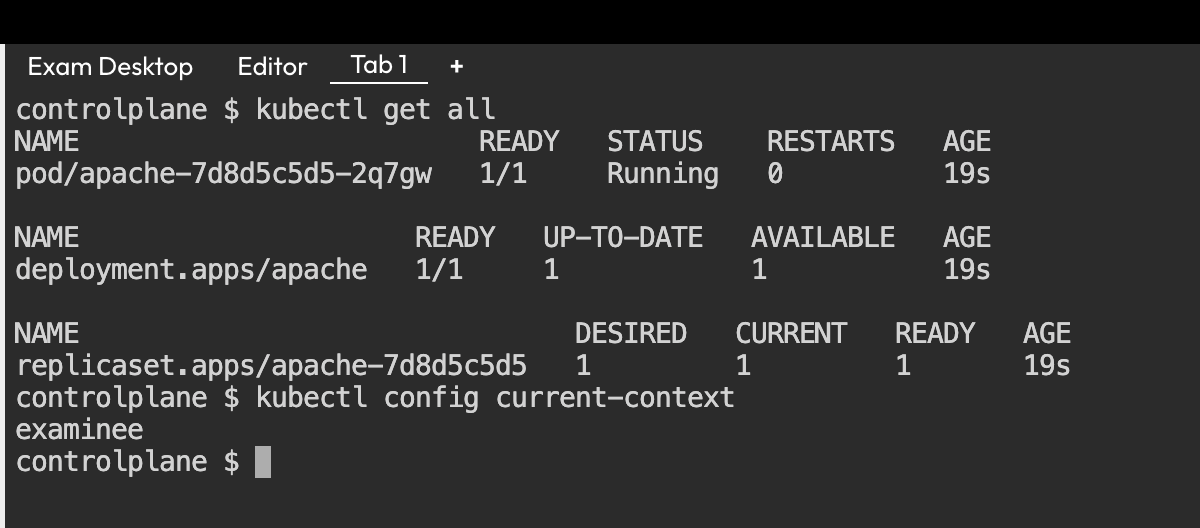 Exam Desktop Editor Tab 1 +
controlplane $ kubectl get all
NAME READY STATUS RESTARTS AGE
pod/apache-7d8d5c5d5-2q7gw 1/1 Running 0 19s
NAME READY UP-TO-DATE AVAILABLE AGE
deployment.apps/apache 1/1 1 1 19s
NAME DESIRED CURRENT READY AGE
replicaset.apps/apache-7d8d5c5d5 1 1 1 19s
controlplane $ kubectl config current-context
examinee
controlplane $